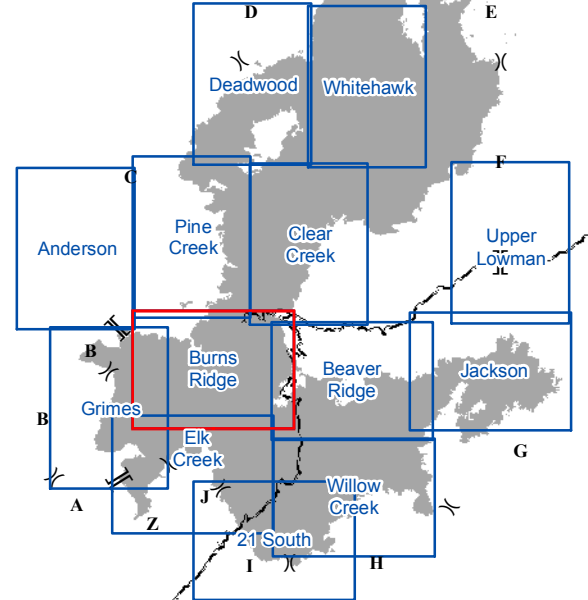 D
E
Deadwood
Whitehawk
C
F
Anderson
Pine
Creek
Clear
Creek
Upper
Lowman
B
Burns
Ridge
Beaver
Ridge
Jackson
B
Grimes
Elk
Creek
G
A
Z
J
Willow
Creek
21 South
I
H